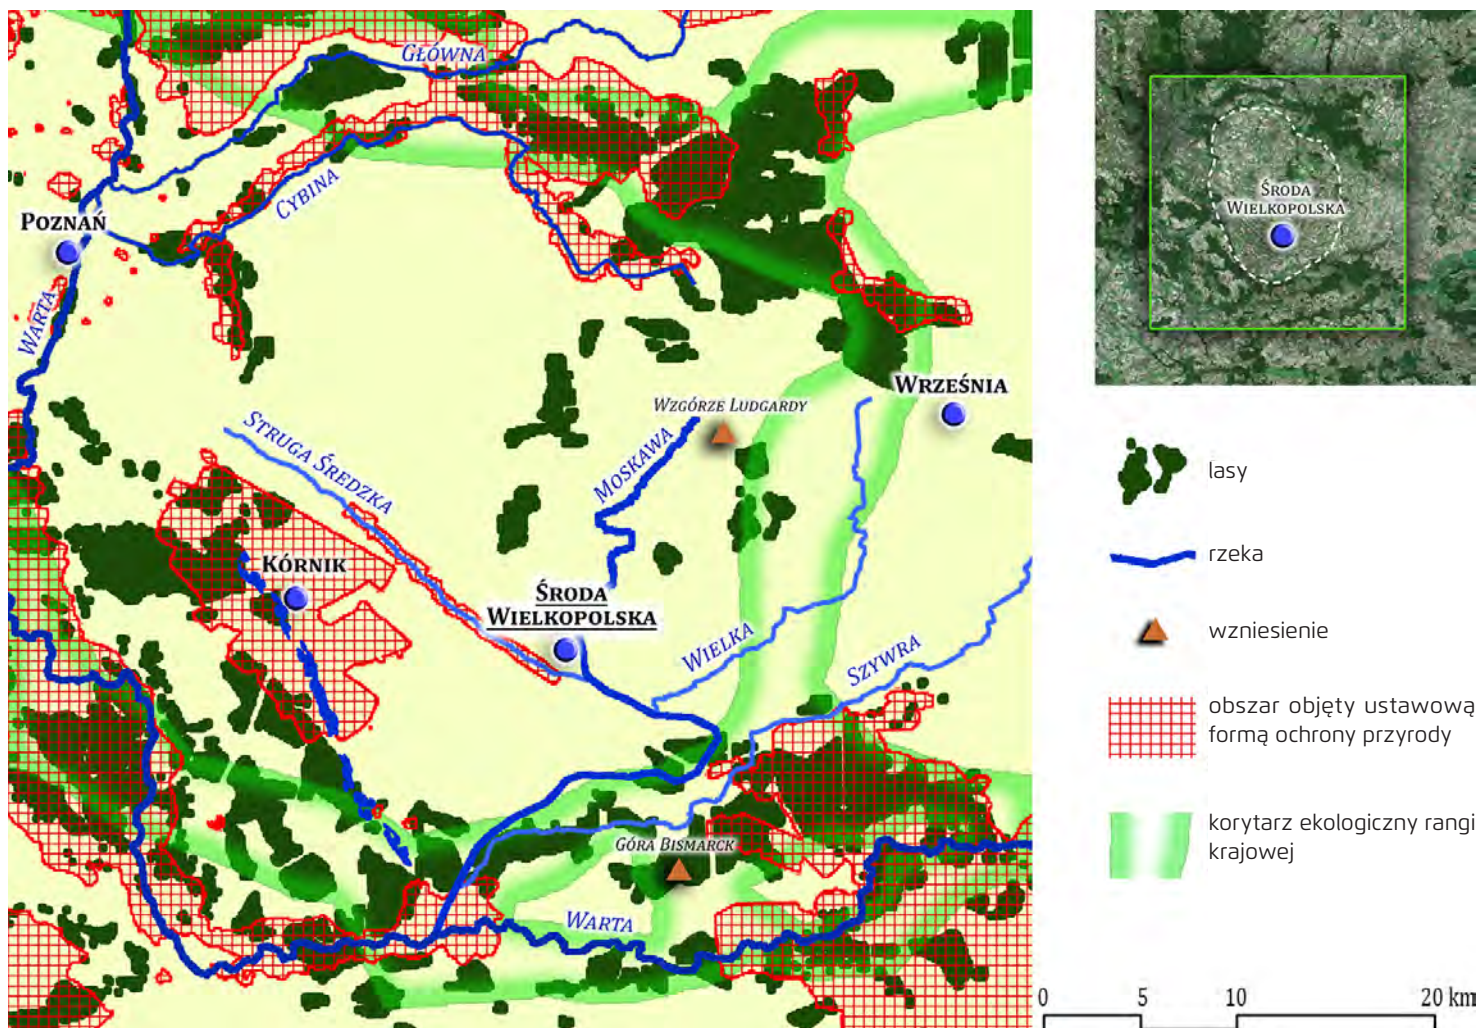 GŁÓWNA
CYBINA
POZNAŃ
WARTA
WRZEŚNIA
WZGÓRZE LUDGARDY
STRUGA ŚREDZKA
MOSKAWA
KÓRNIK
ŚRODA
WIELKOPOLSKA
WIELKA
SZYWRA
GÓRA BISMARCK
WARTA
ŚRODA
WIELKOPOLSKA
lasy
rzeka
wzniesienie
obszar objęty ustawową
formą ochrony przyrody
korytarz ekologiczny rangi
krajowej
0 5 10 20 km